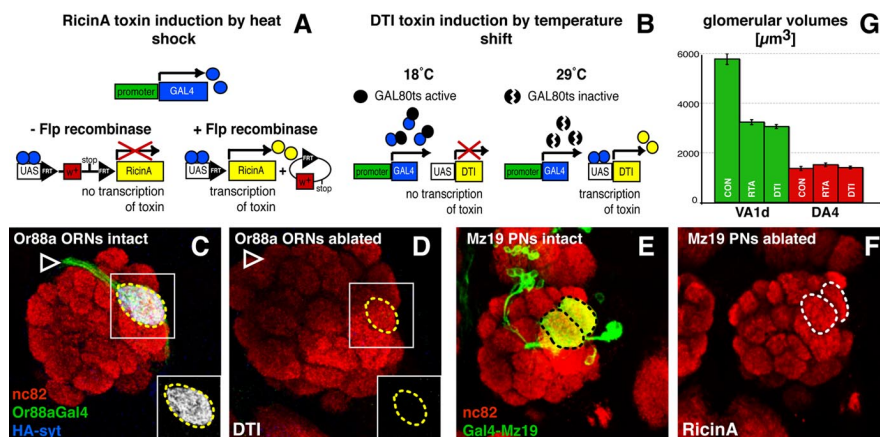 RicinA toxin induction by heat
shock
A
promoter
GAL4
- Flp recombinase
+ Flp recombinase
UAS
FRT
W+
stop
FRT
RicinA
no transcription
of toxin
UAS
FRT
RicinA
FRT
+
W+
stop
transcription
of toxin
DTI toxin induction by temperature
shift
B
18°C
29°C
GAL80ts active
GAL80ts inactive
promoter
GAL4
UAS
DTI
no transcription
of toxin
promoter
GAL4
UAS
DTI
transcription
of toxin
glomerular volumes
[µm3]
G
6000
4000
2000
0
CON
RTA
DTI
CON
RTA
DTI
VA1d
DA4
Or88a ORNs intact
C
nc82
Or88aGal4
HA-syt
Or88a ORNs ablated
D
DTI
Mz19 PNs intact
E
nc82
Gal4-Mz19
Mz19 PNs ablated
F
RicinA